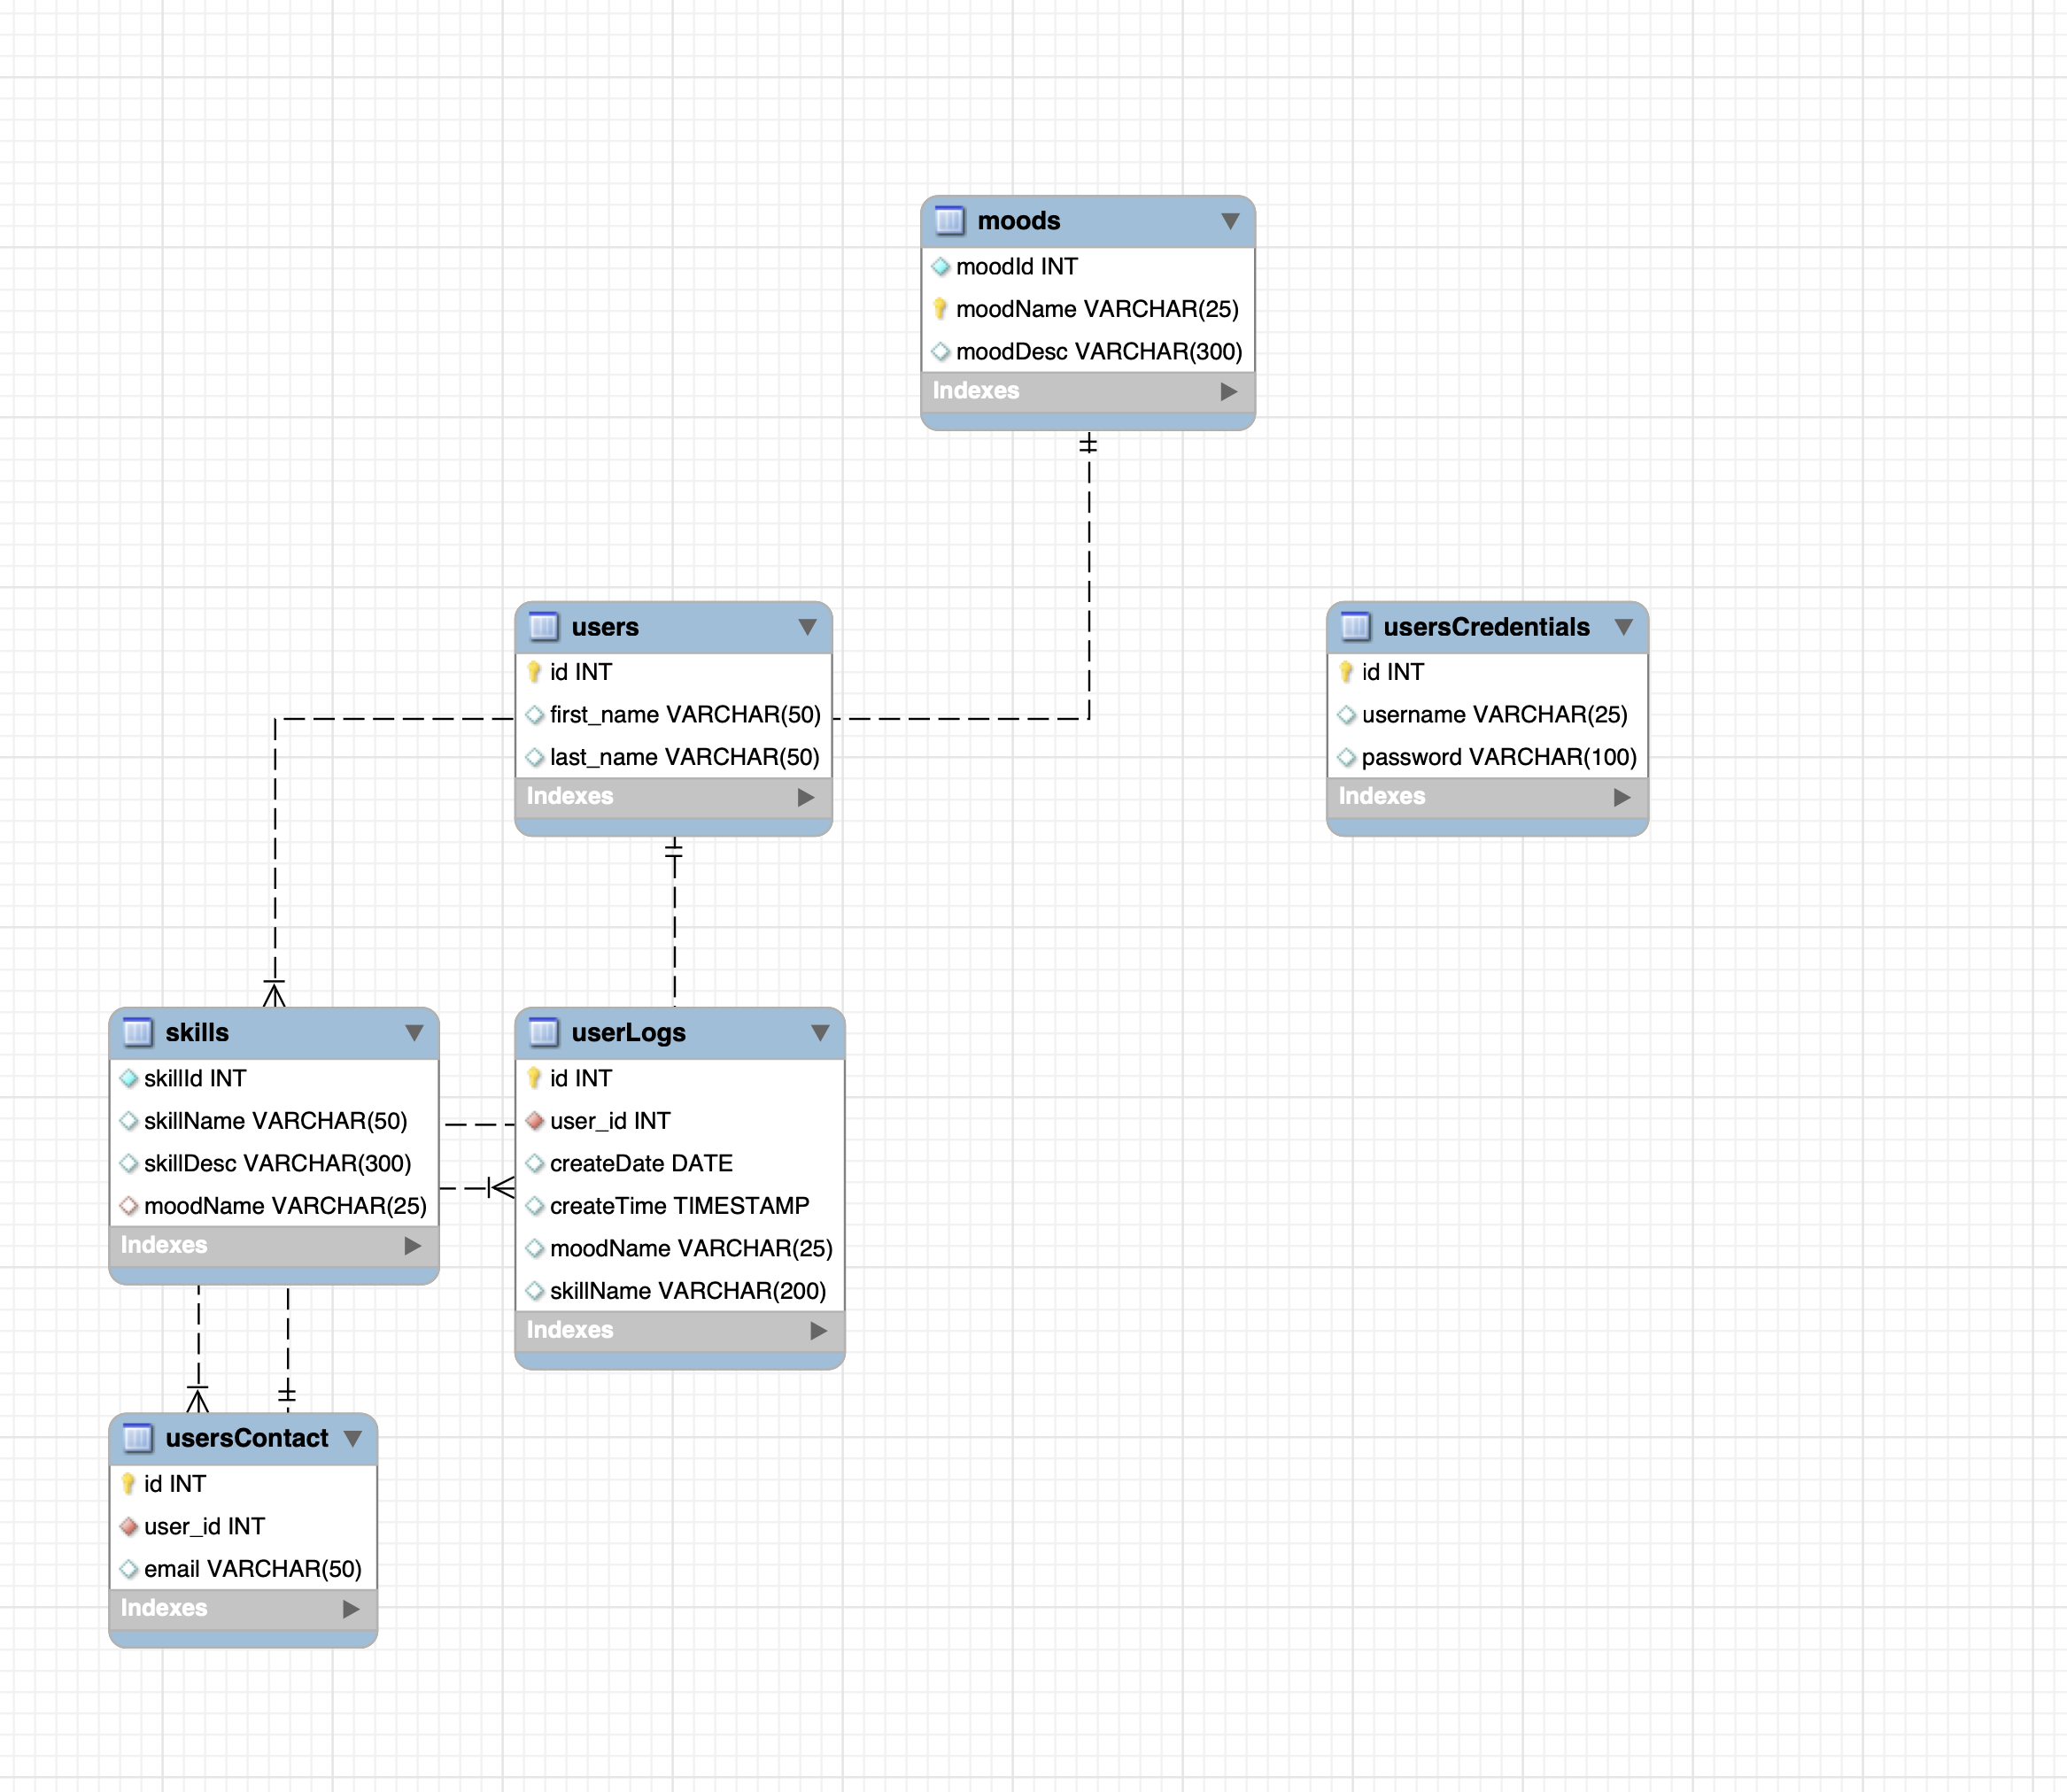 moods
moodId INT
moodName VARCHAR(25)
moodDesc VARCHAR(300)
Indexes
users
id INT
first_name VARCHAR(50)
last_name VARCHAR(50)
Indexes
usersCredentials
id INT
username VARCHAR(25)
password VARCHAR(100)
Indexes
skills
skillId INT
skillName VARCHAR(50)
skillDesc VARCHAR(300)
moodName VARCHAR(25)
Indexes
userLogs
id INT
user_id INT
createDate DATE
createTime TIMESTAMP
moodName VARCHAR(25)
skillName VARCHAR(200)
Indexes
usersContact
id INT
user_id INT
email VARCHAR(50)
Indexes